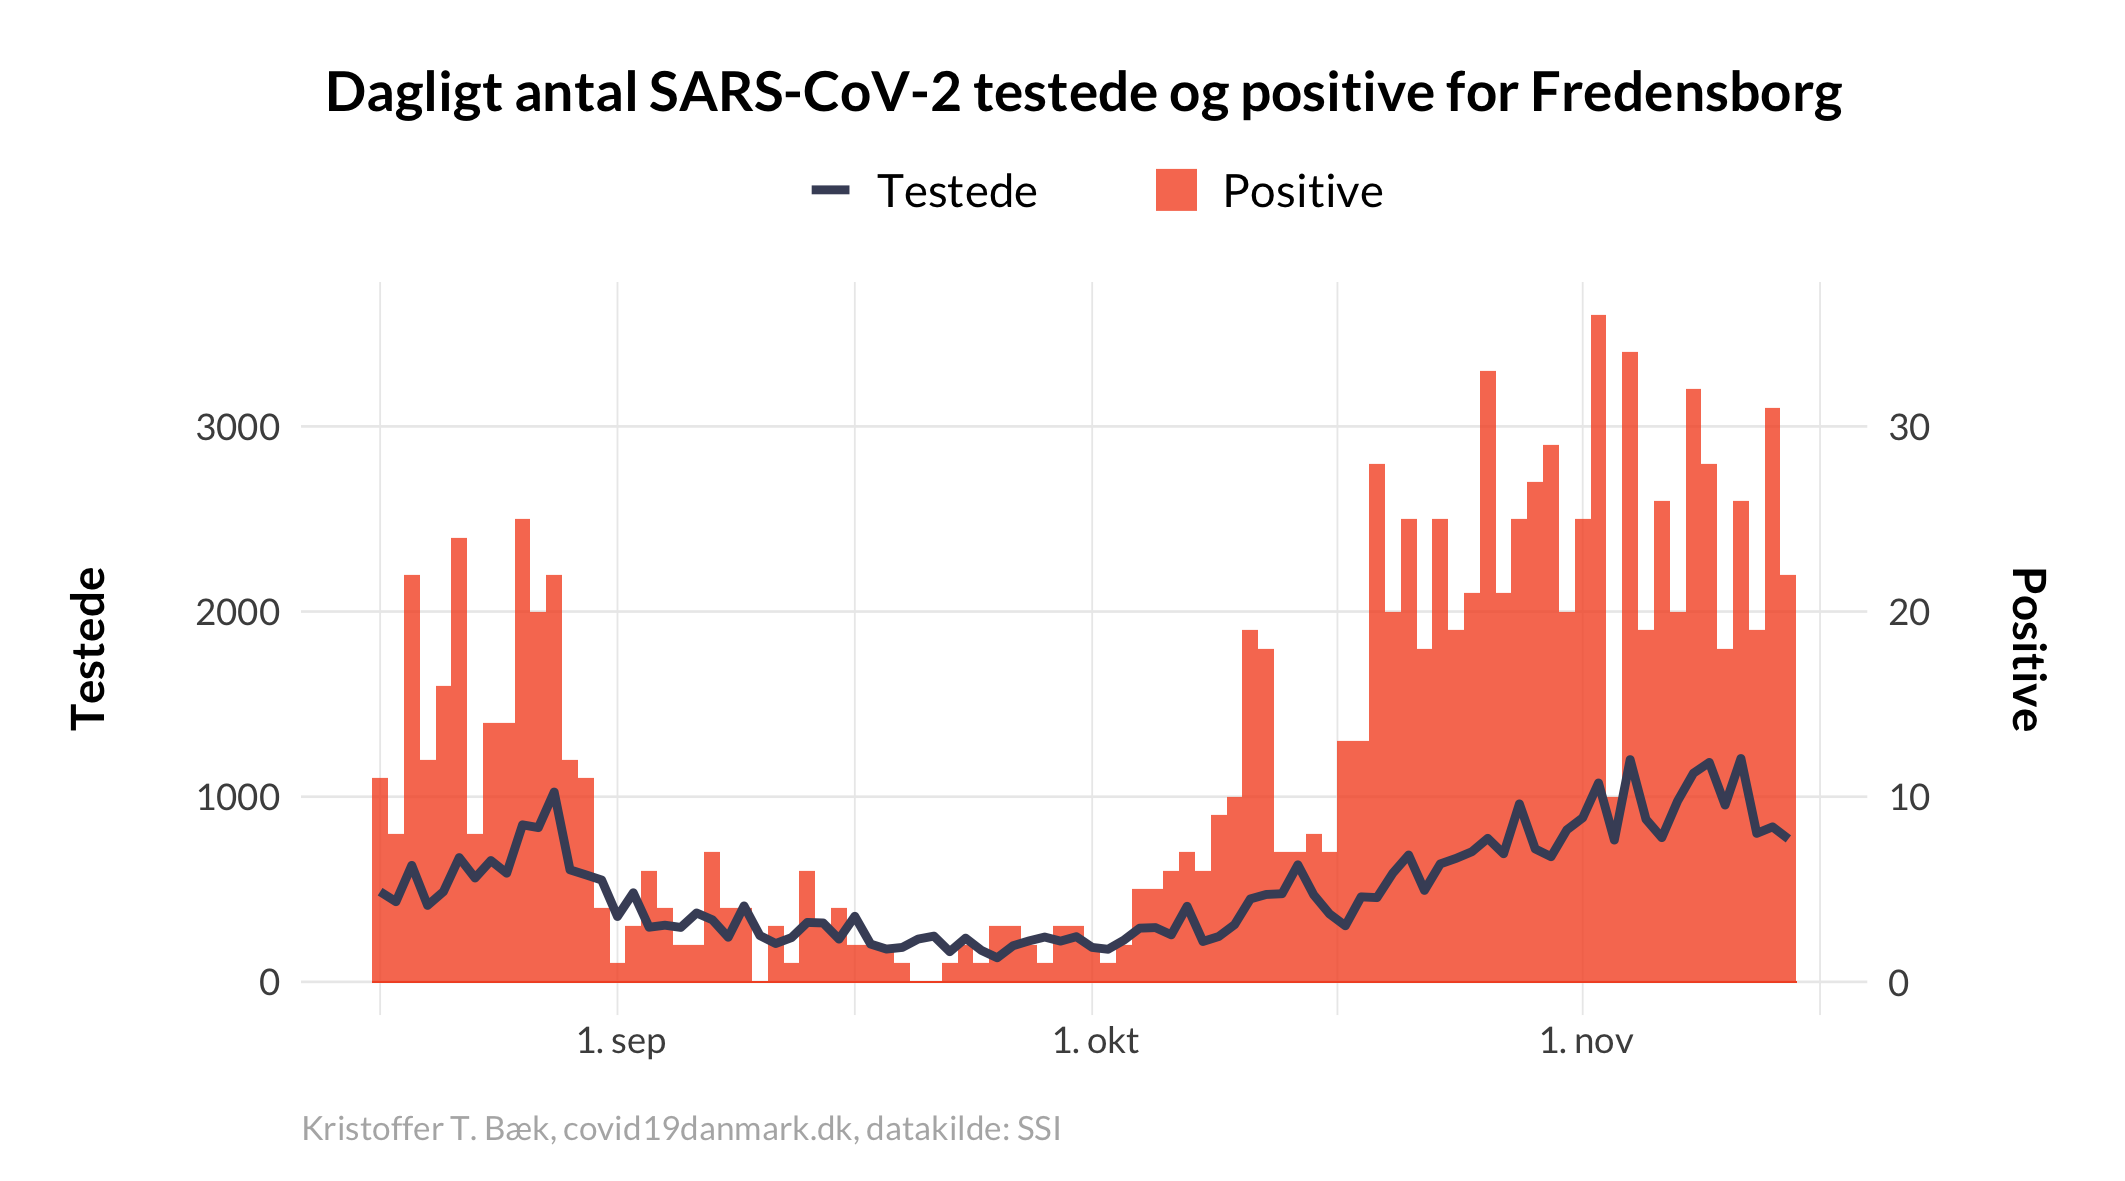 Dagligt antal SARS-CoV-2 testede og positive for Fredensborg
Testede Positive
3000 30
2000 20
1000 10
0 0
Testede
Positive
1. sep 1. okt 1. nov
Kristoffer T. Bæk, covid19danmark.dk, datakilde: SSI